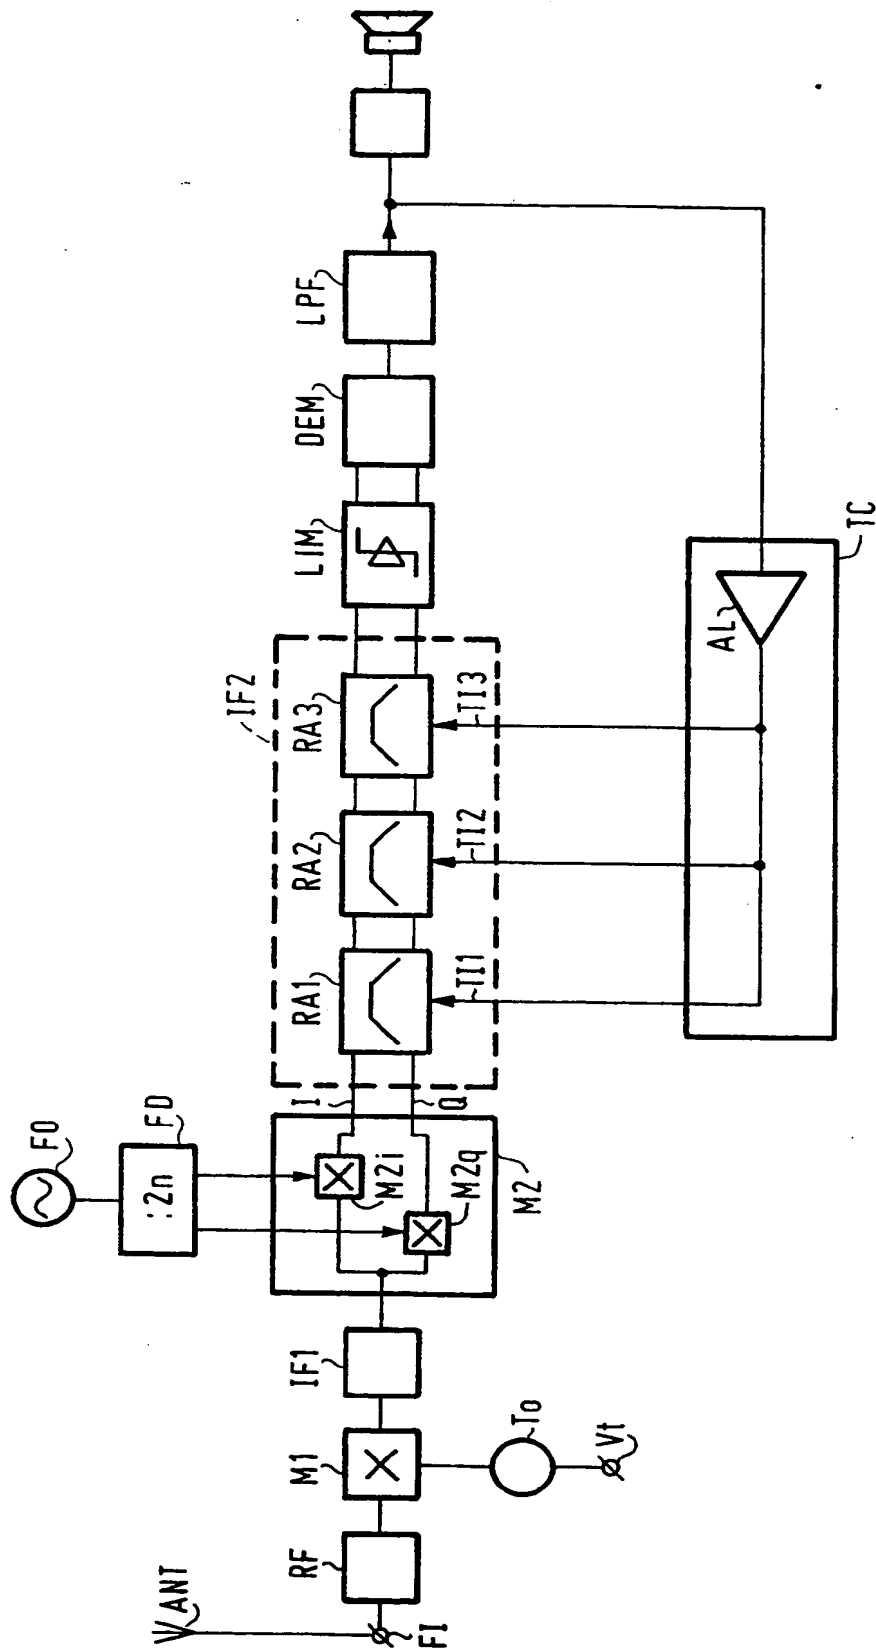 ANT
FI
RF
M1
To
Vt
IF1
M2
M2i
M2q
FO
FD
:2n
I
Q
IF2
RA1
RA2
RA3
TI1
TI2
TI3
LIM
DEM
LPF
AL
TC